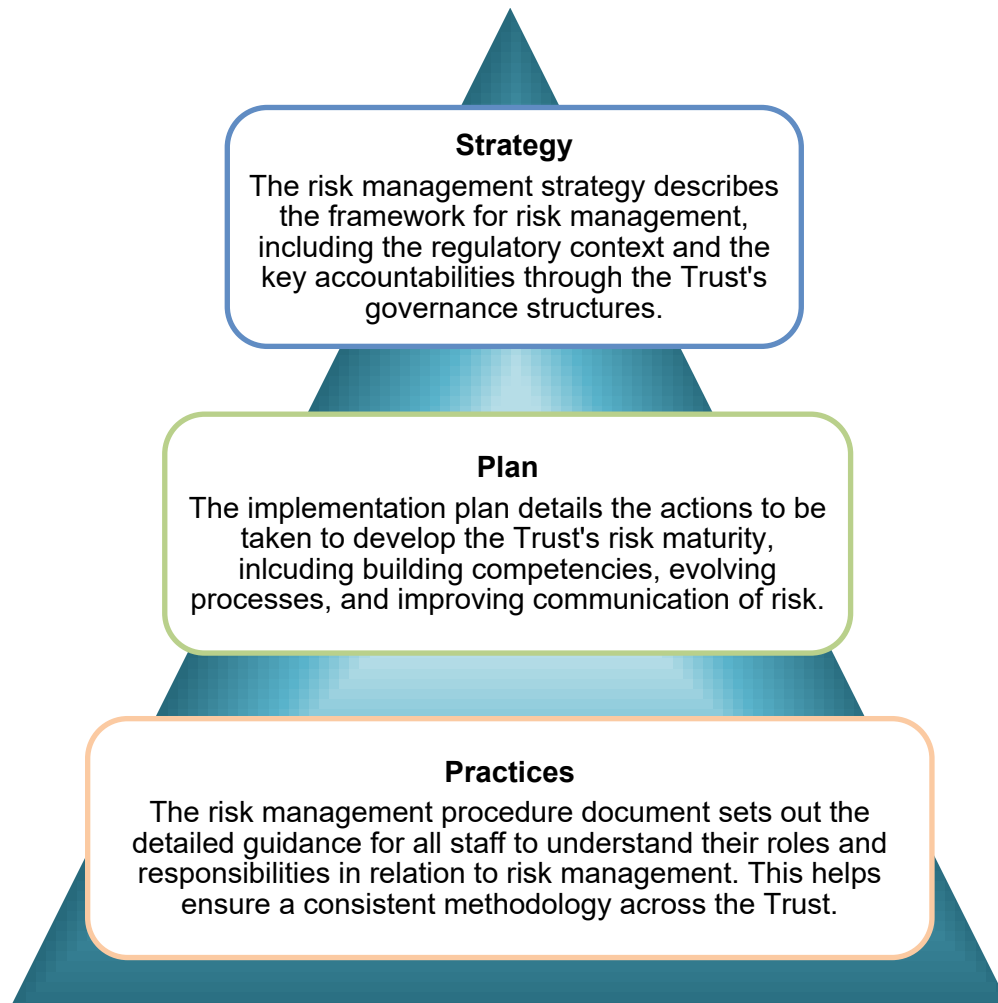 Strategy
The risk management strategy describes
the framework for risk management,
including the regulatory context and the
key accountabilities through the Trust's
governance structures.
Plan
The implementation plan details the actions to be
taken to develop the Trust's risk maturity,
inlcuding building competencies, evolving
processes, and improving communication of risk.
Practices
The risk management procedure document sets out the
detailed guidance for all staff to understand their roles and
responsibilities in relation to risk management. This helps
ensure a consistent methodology across the Trust.